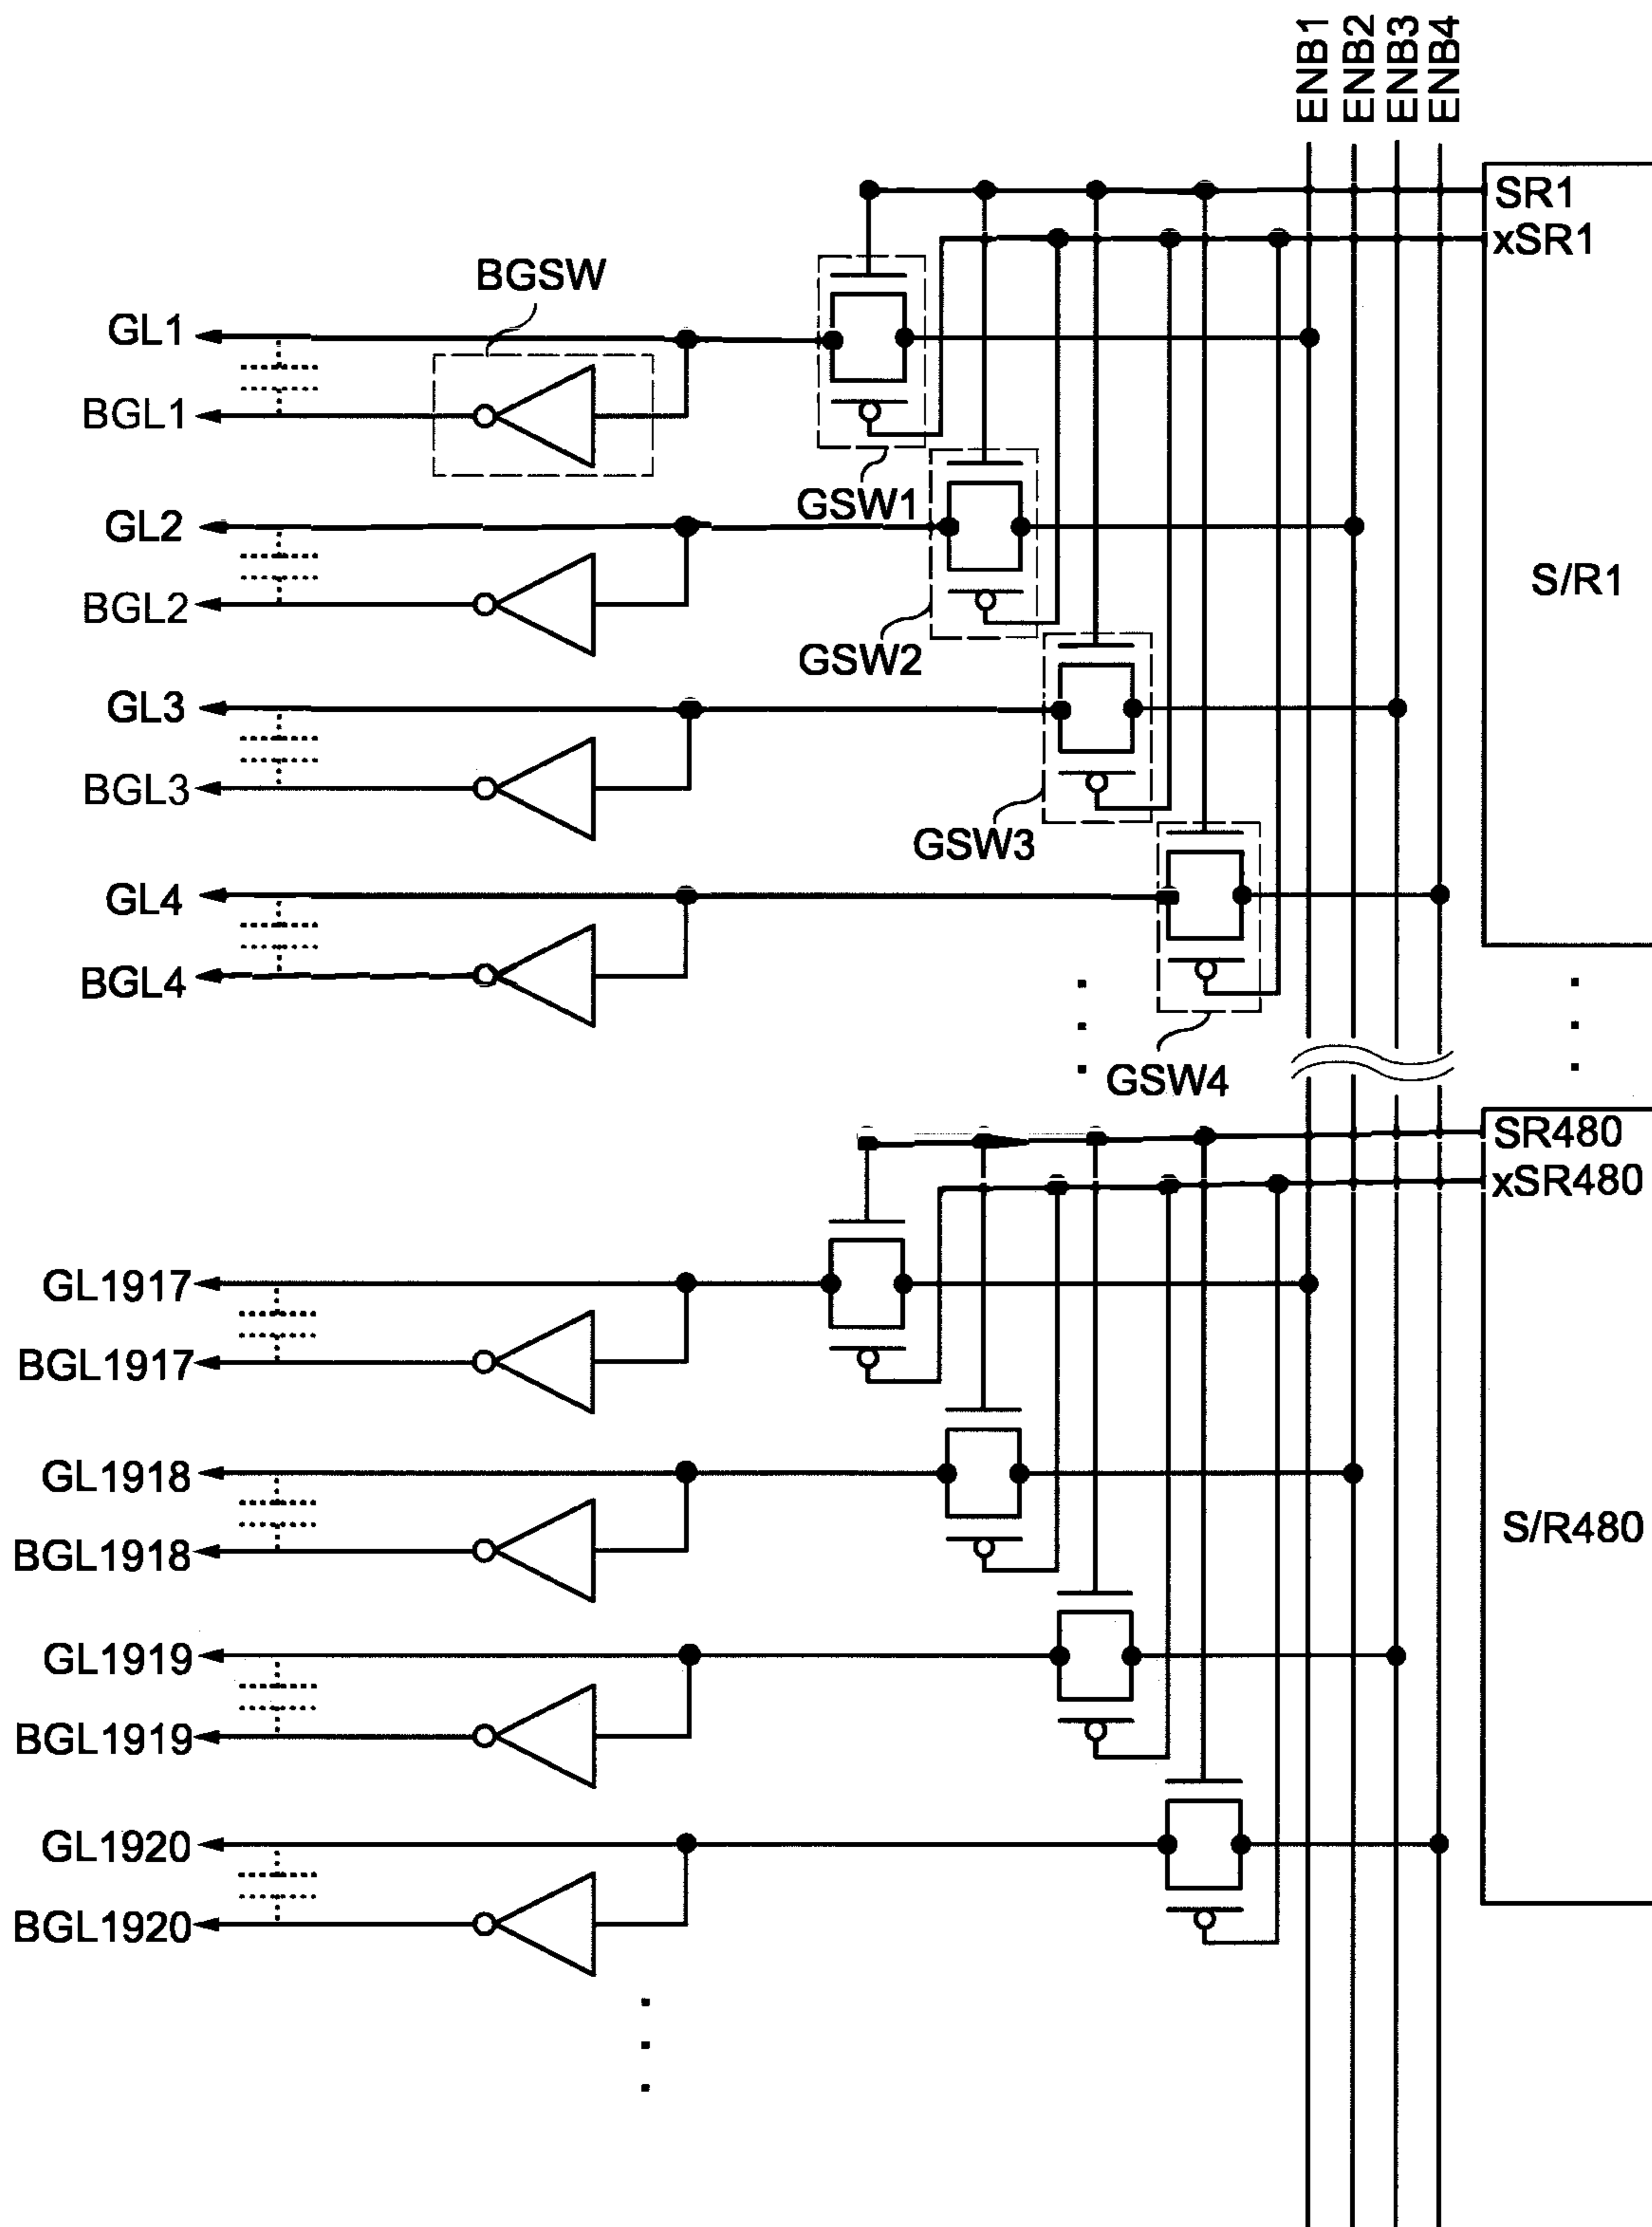 ENB1
ENB2
ENB3
ENB4
SR1
xSR1
BGSW
GL1
BGL1
GSW1
GL2
S/R1
BGL2
GSW2
GL3
BGL3
GSW3
GL4
BGL4
GSW4
SR480
xSR480
GL1917
BGL1917
GL1918
S/R480
BGL1918
GL1919
BGL1919
GL1920
BGL1920